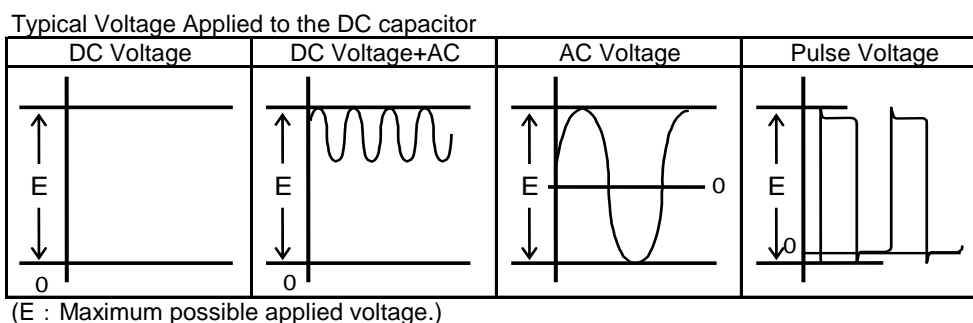 Typical Voltage Applied to the DC capacitor
DC Voltage DC Voltage+AC AC Voltage Pulse Voltage
E E E 0 E
0
0 0
(E：Maximum possible applied voltage.)